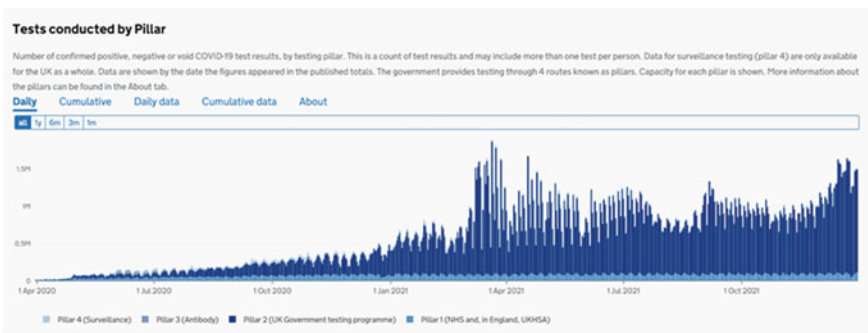 Tests conducted by Pillar
Number of confirmed positive, negative or void COVID-19 test results, by testing pillar. This is a count of test results and may include more than one test per person. Data for surveillance testing (pillar 4) are only available
for the UK as a whole. Data are shown by the date the figures appeared in the published totals. The government provides testing through 4 routes known as pillars. Capacity for each pillar is shown. More information about
the pillars can be found in the About tab.
Daily Cumulative Daily data Cumulative data About
all 1y 6m 3m 1m
1.5M
1M
0.5M
0
1 Apr 2020 1 Jul 2020 1 Oct 2020 1 Jan 2021 1 Apr 2021 1 Jul 2021 1 Oct 2021
Pillar 4 (Surveillance) Pillar 3 (Antibody) Pillar 2 (UK Government testing programme) Pillar 1 (NHS and, in England, UKHSA)